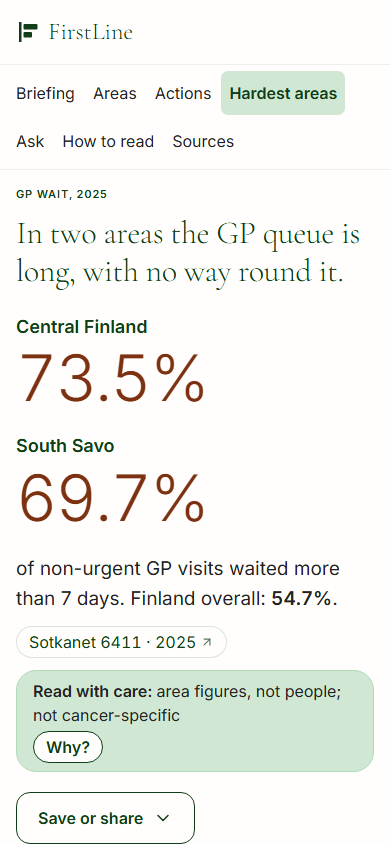 FirstLine
Briefing Areas Actions Hardest areas
Ask How to read Sources
GP WAIT, 2025
In two areas the GP queue is
long, with no way round it.
Central Finland
73.5%
South Savo
69.7%
of non-urgent GP visits waited more
than 7 days. Finland overall: 54.7%.
Sotkanet 6411 · 2025 ↗
Read with care: area figures, not people;
not cancer-specific
Why?
Save or share